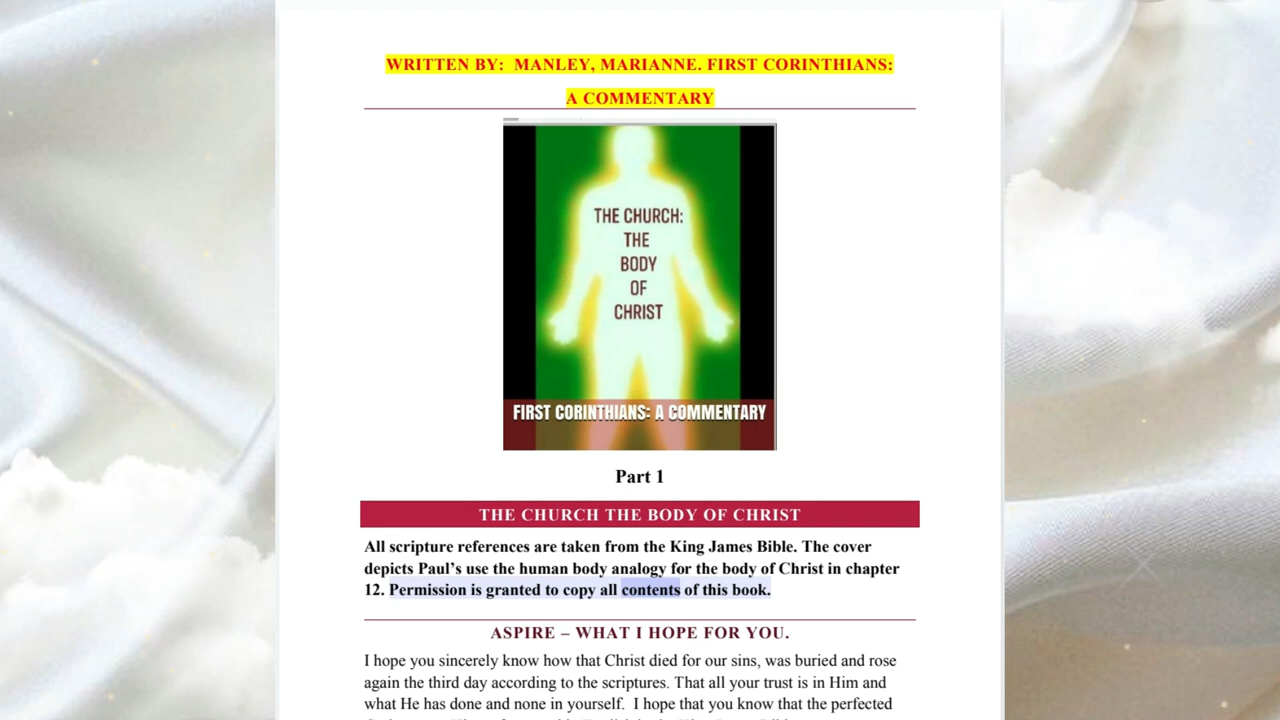 WRITTEN BY:  MANLEY, MARIANNE. FIRST CORINTHIANS:
A COMMENTARY
THE CHURCH:
THE
BODY
OF
CHRIST
FIRST CORINTHIANS: A COMMENTARY
Part 1
THE CHURCH THE BODY OF CHRIST
All scripture references are taken from the King James Bible. The cover
depicts Paul’s use the human body analogy for the body of Christ in chapter
12. Permission is granted to copy all contents of this book.
ASPIRE – WHAT I HOPE FOR YOU.
I hope you sincerely know how that Christ died for our sins, was buried and rose
again the third day according to the scriptures. That all your trust is in Him and
what He has done and none in yourself.  I hope that you know that the perfected